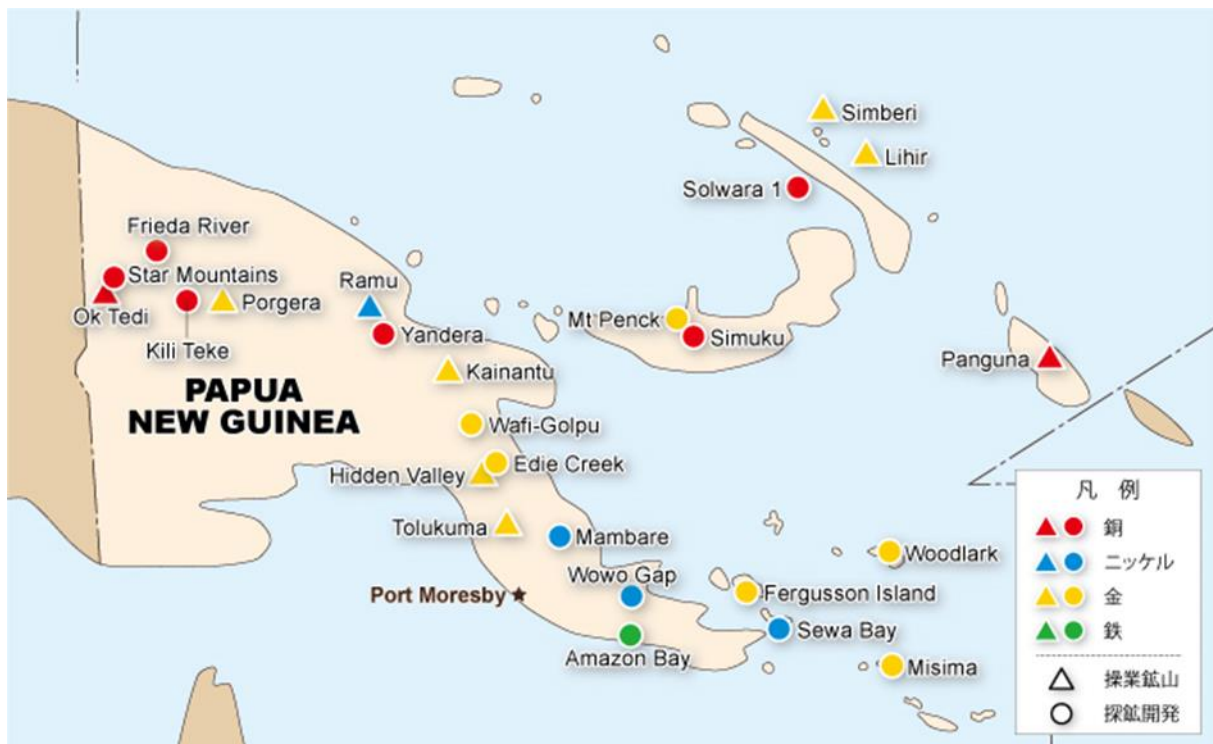 Simberi
Lihir
Solwara 1
Frieda River
Star Mountains
Ok Tedi
Porgera
Kili Teke
Ramu
Yandera
Mt Penck
Simuku
Panguna
Kainantu
PAPUA
NEW GUINEA
Wafi-Golpu
Edie Creek
Hidden Valley
Tolukuma
Mambare
Woodlark
Wowo Gap
Fergusson Island
Port Moresby
Sewa Bay
Amazon Bay
Misima
凡 例
銅
ニッケル
金
鉄
操業鉱山
探鉱開発